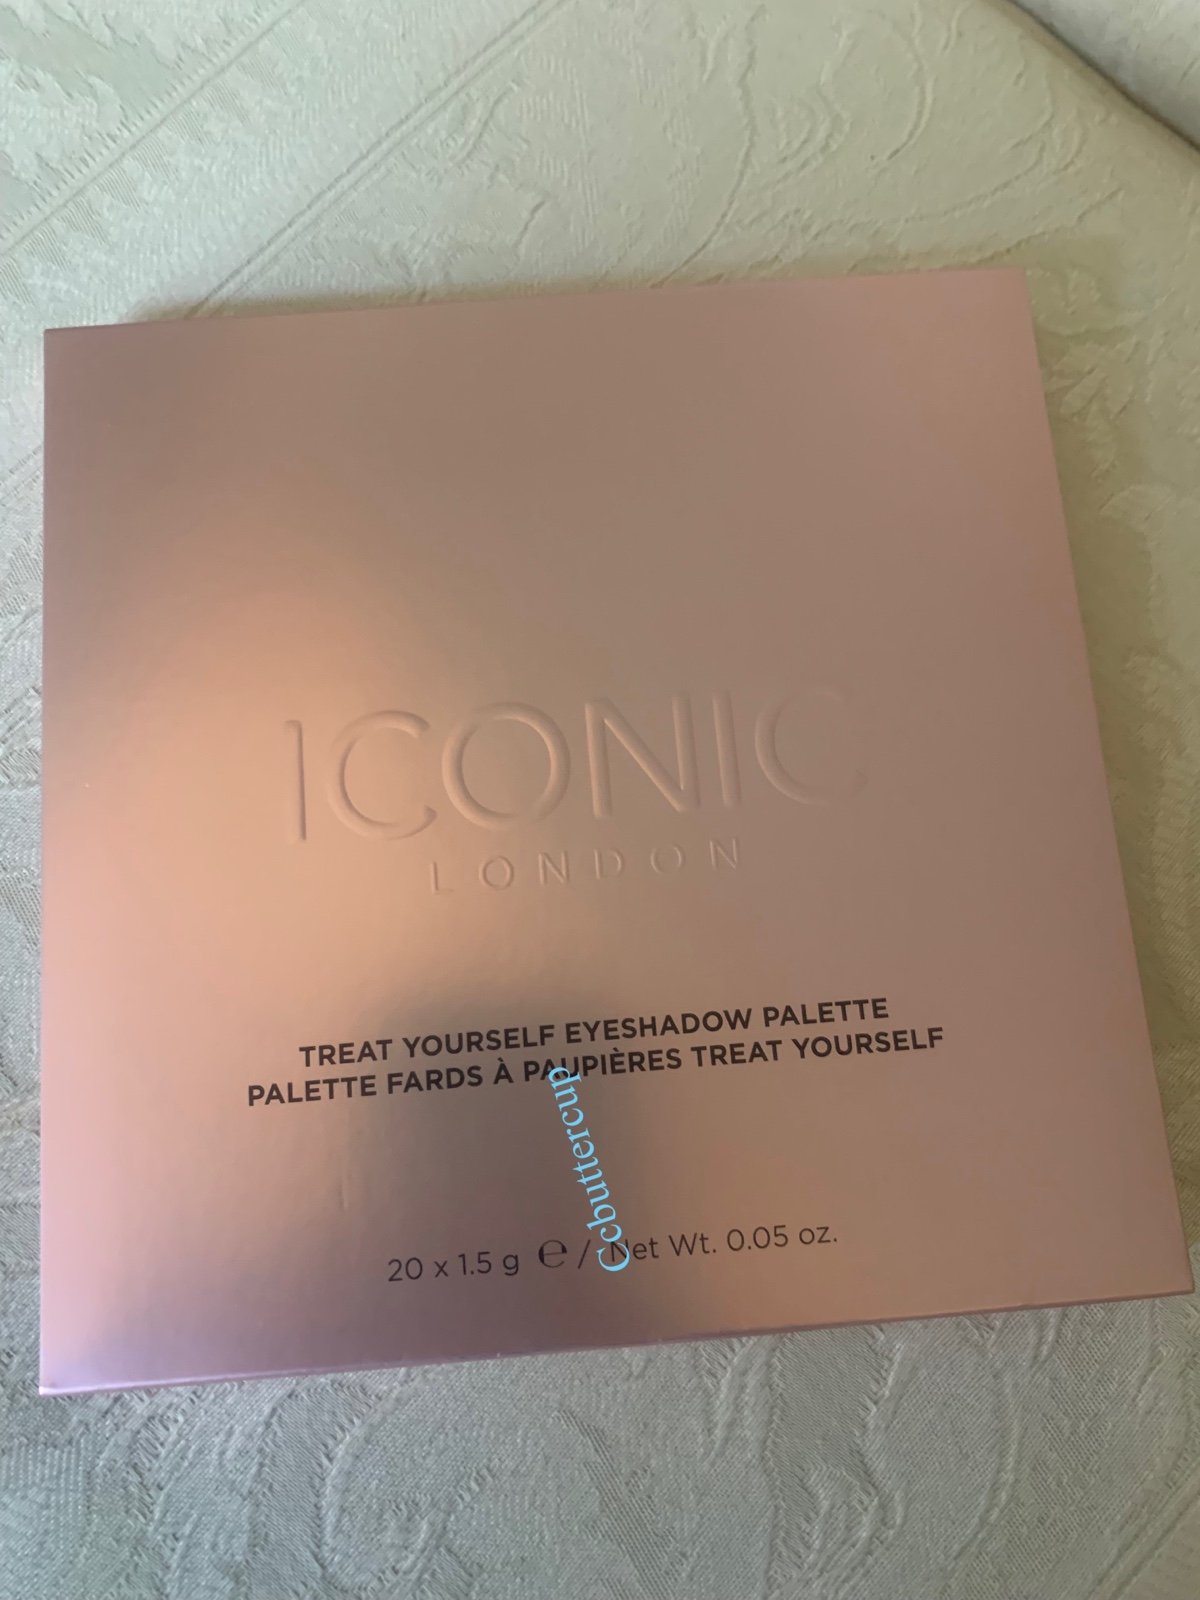 ICONIC
LONDON
TREAT YOURSELF EYESHADOW PALETTE
PALETTE FARDS À PAUPIÈRES TREAT YOURSELF
Ccbuttercup
20 x 1.5 g ℮ / Net Wt. 0.05 oz.